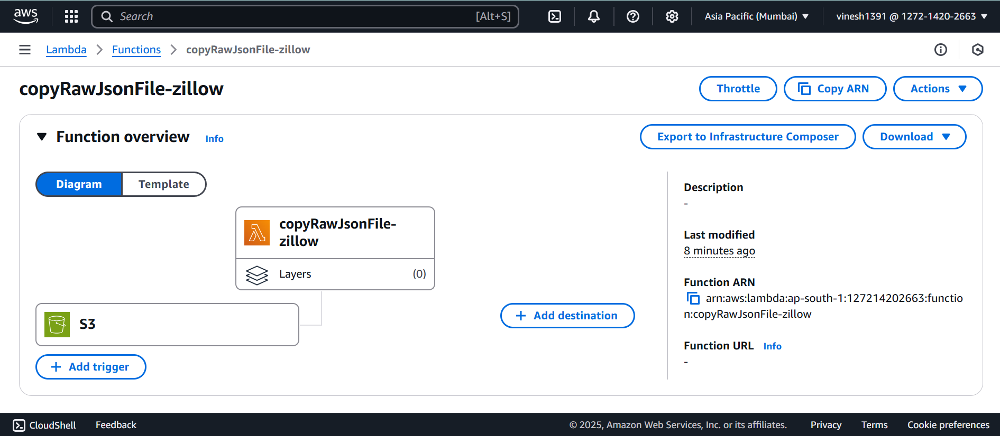 aws
Search [Alt+S]
Asia Pacific (Mumbai)
vinesh1391 @ 1272-1420-2663
Lambda
Functions
copyRawJsonFile-zillow
copyRawJsonFile-zillow
Throttle
Copy ARN
Actions
Function overview
Info
Export to Infrastructure Composer
Download
Diagram
Template
copyRawJsonFile-
zillow
Layers
(0)
S3
Add trigger
Add destination
Description
-
Last modified
8 minutes ago
Function ARN
arn:aws:lambda:ap-south-1:127214202663:functio
n:copyRawJsonFile-zillow
Function URL Info
-
CloudShell
Feedback
© 2025, Amazon Web Services, Inc. or its affiliates.
Privacy
Terms
Cookie preferences